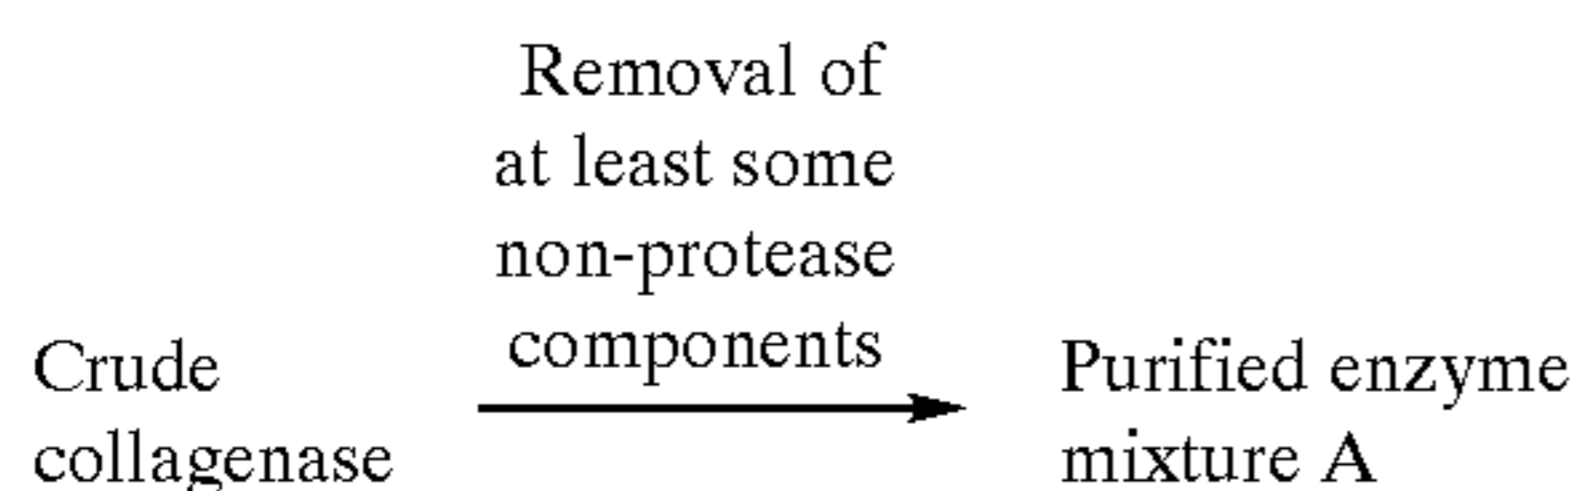 Removal of
at least some
non-protease
components
Crude
collagenase
Purified enzyme
mixture A